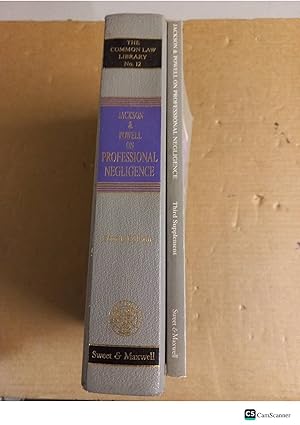 THE
COMMON LAW
LIBRARY
No. 12
JACKSON
&
POWELL
ON
PROFESSIONAL
NEGLIGENCE
Sweet & Maxwell
JACKSON & POWELL ON PROFESSIONAL NEGLIGENCE
Third Supplement
Sweet & Maxwell
CS CamScanner